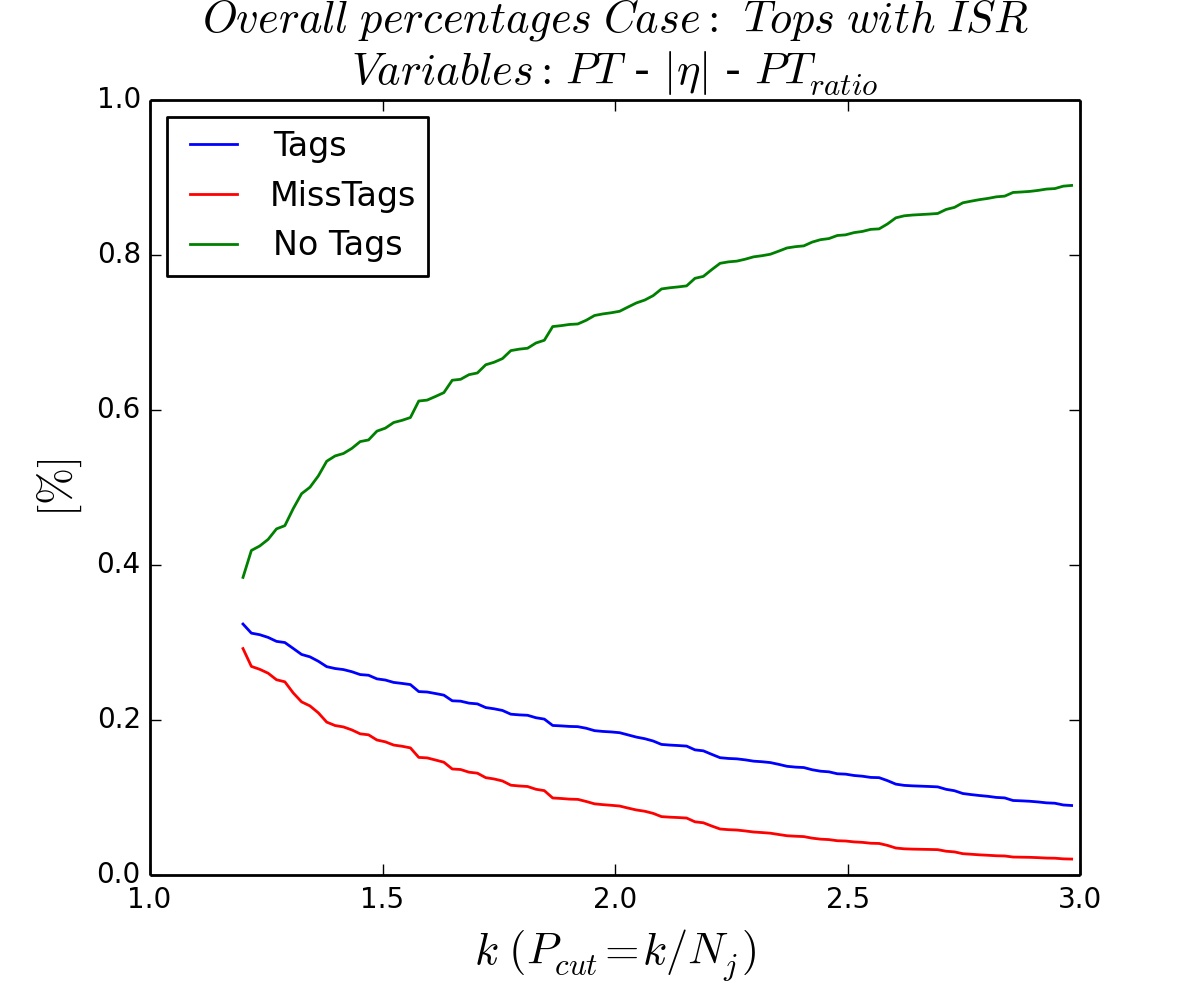 Overall percentages Case: Tops with ISR
Variables: PT - |η| - PT_ratio
1.0
0.8
0.6
0.4
0.2
0.0
[%]
Tags
MissTags
No Tags
1.0 1.5 2.0 2.5 3.0
k (P_cut = k/N_j)